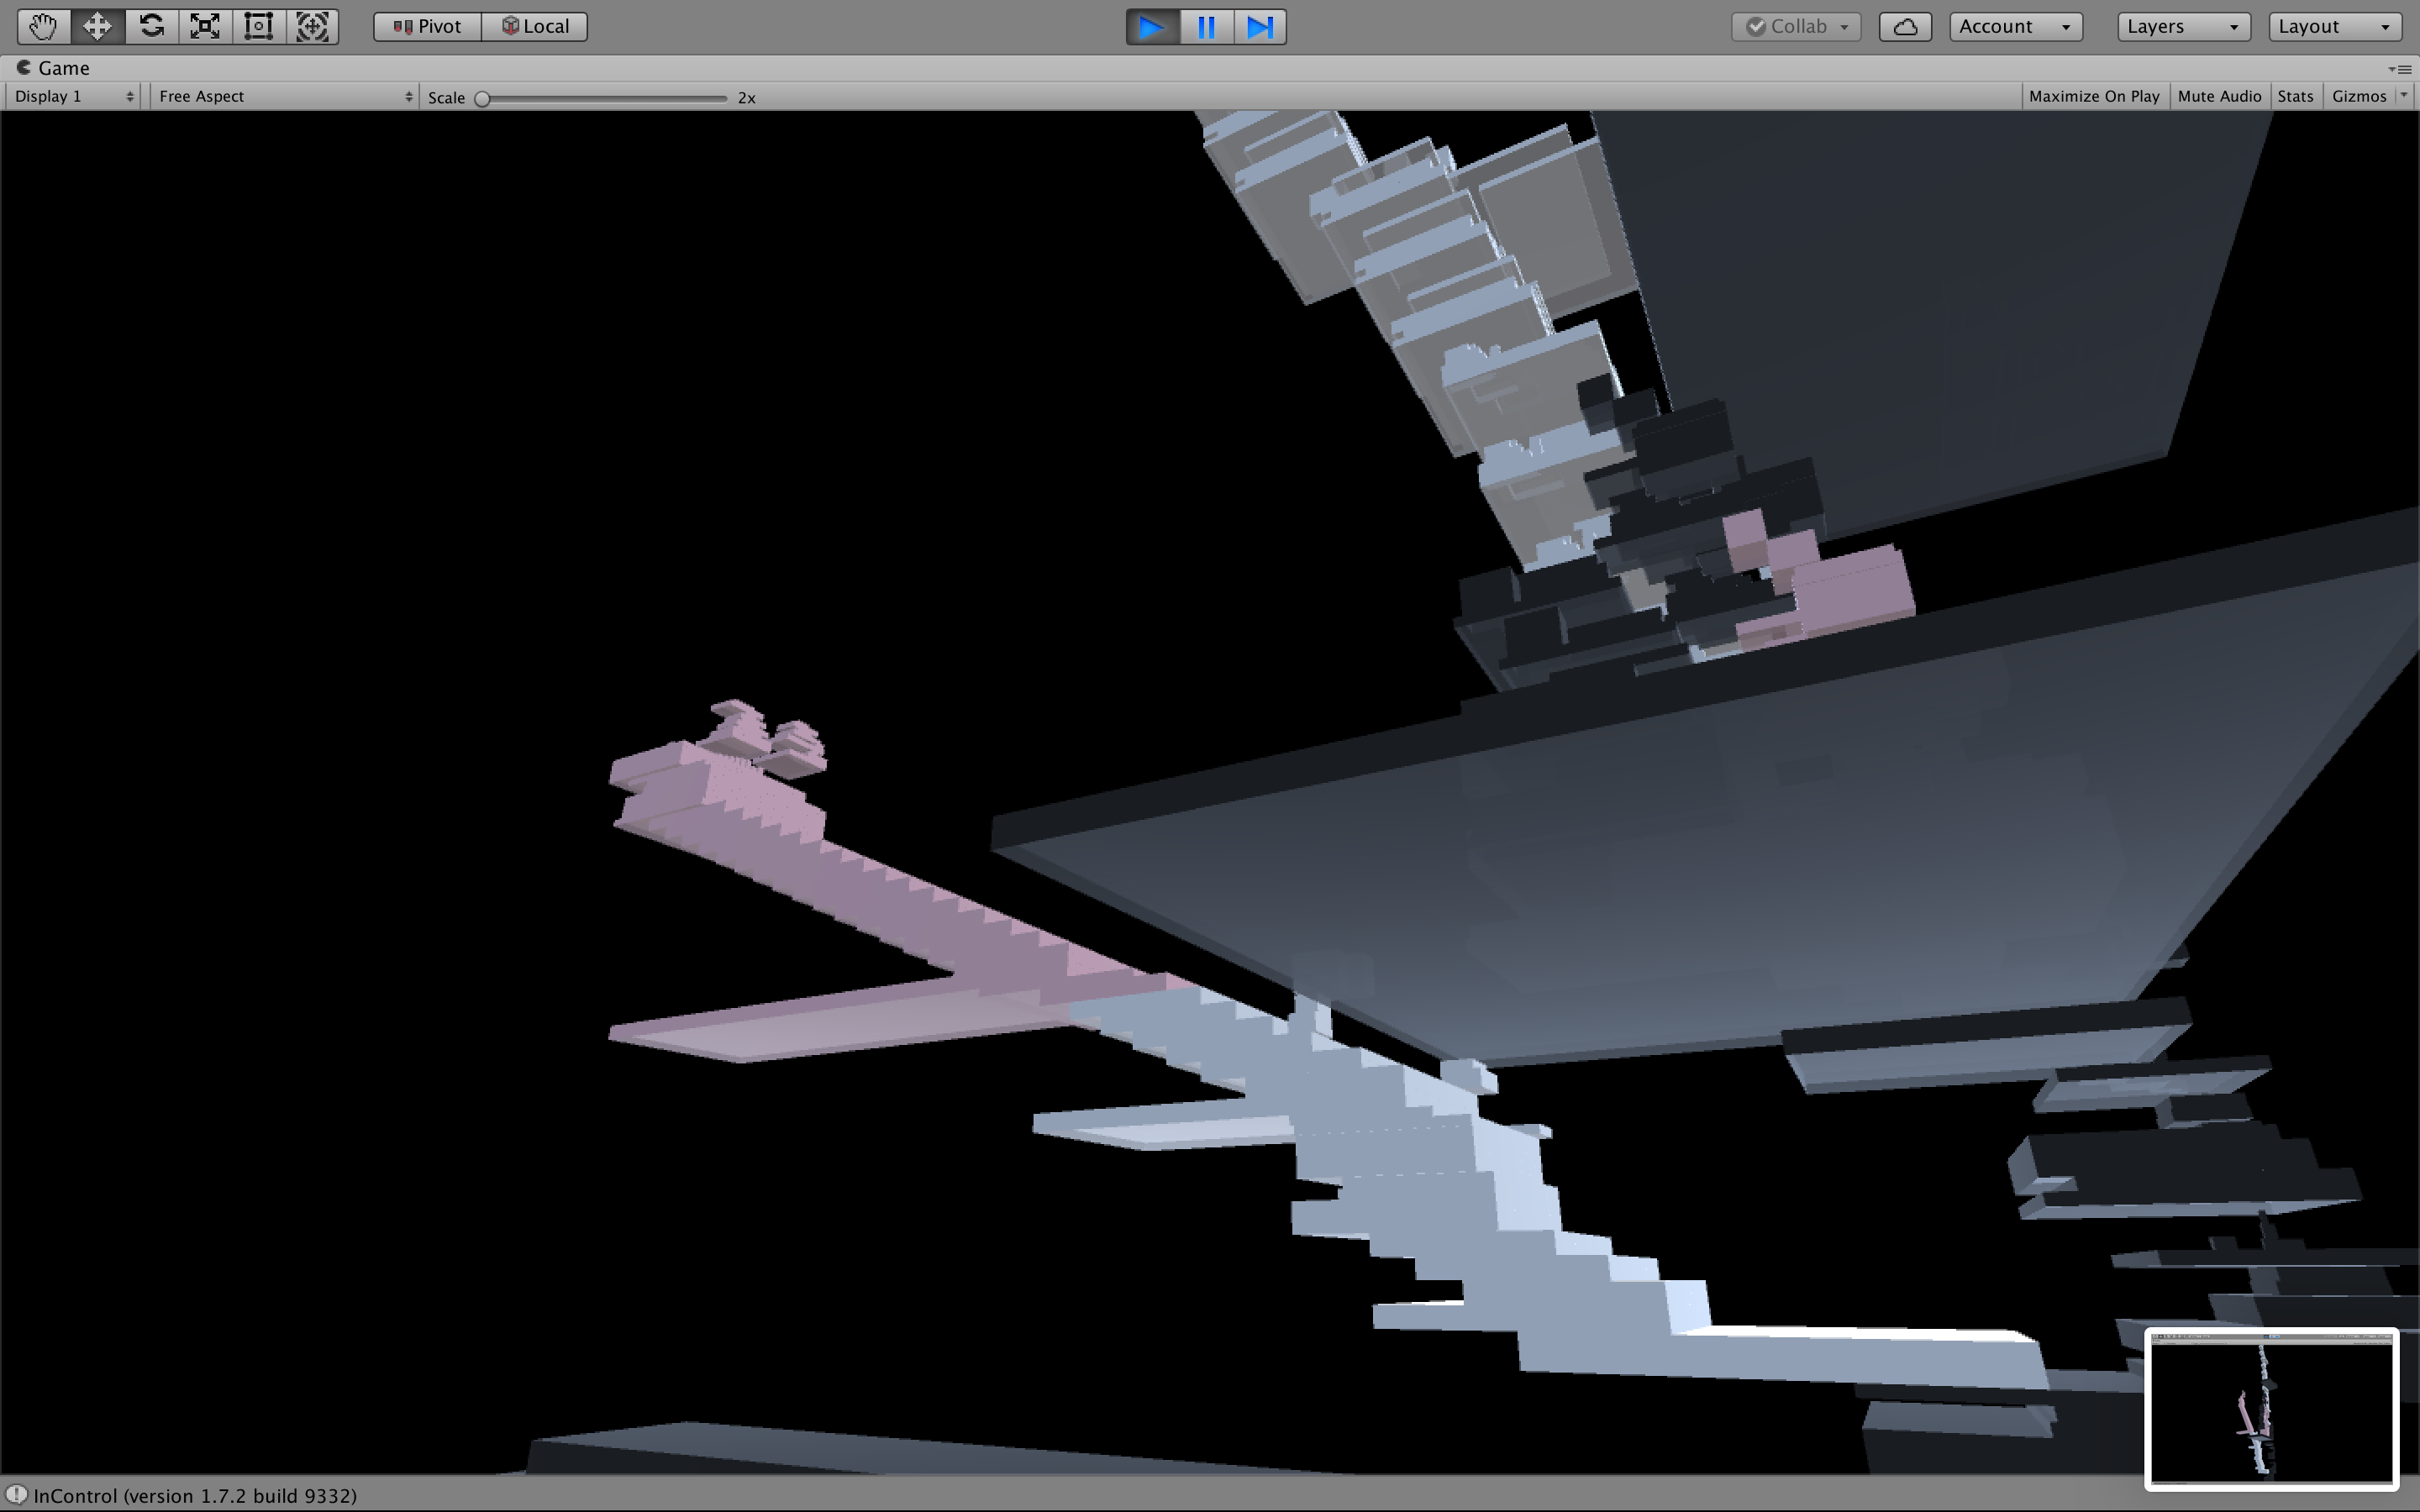 Pivot Local Collab Account Layers Layout
Game
Display 1 Free Aspect Scale 2x Maximize On Play Mute Audio Stats Gizmos
InControl (version 1.7.2 build 9332)